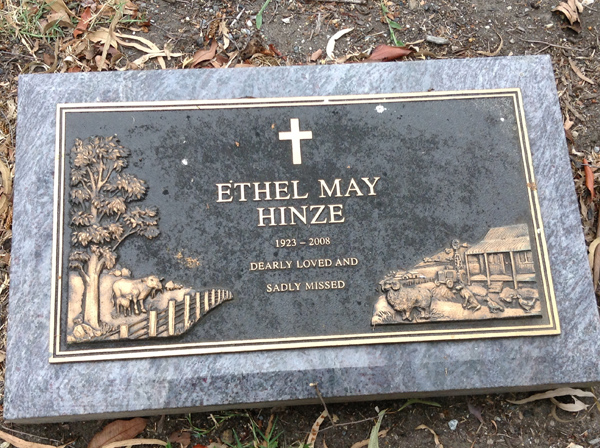 ETHEL MAY
HINZE
1923 – 2008
DEARLY LOVED AND
SADLY MISSED